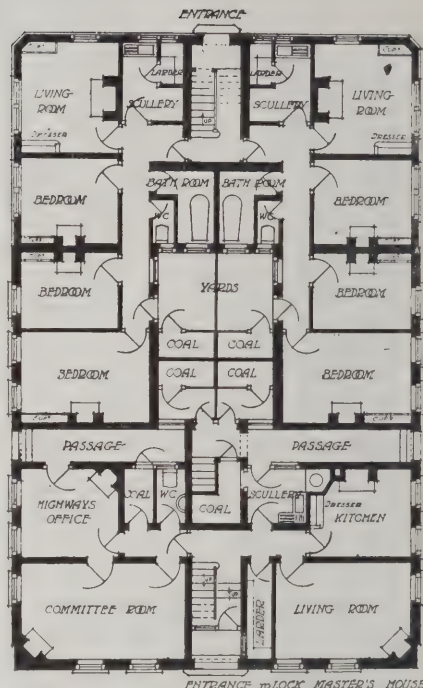 ENTRANCE
LARDER LARDER
LIVING-
ROOM
SCULLERY SCULLERY
LIVING-
ROOM
UP
DRESSER DRESSER
BATH ROOM BATH ROOM
BEDROOM BEDROOM
WC WC
YARDS
BEDROOM BEDROOM
COAL COAL
BEDROOM COAL COAL BEDROOM
PASSAGE PASSAGE
HIGHWAYS
OFFICE
COAL WC
COAL
SCULLERY
DRESSER
KITCHEN
COMMITTEE ROOM LARDER LIVING ROOM
ENTRANCE TO LOCK MASTER'S HOUSE